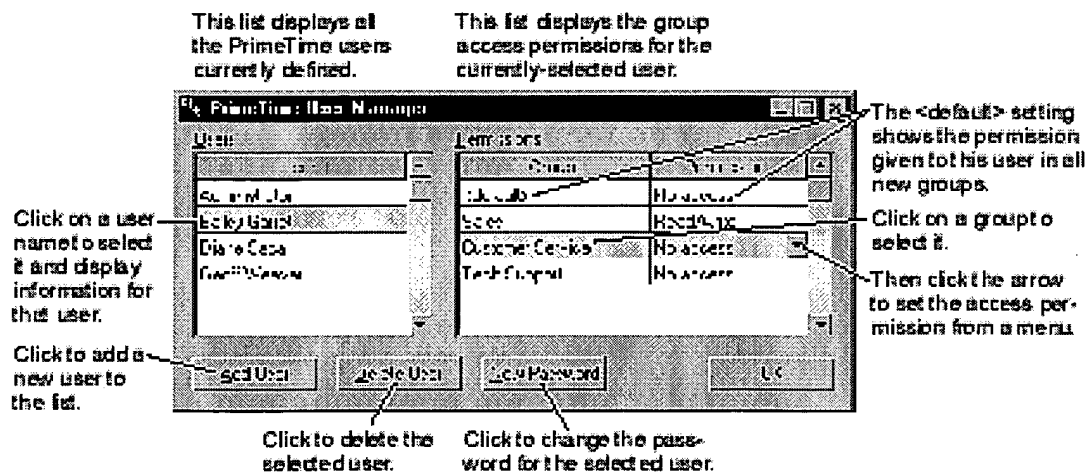 This list displays all
the PrimeTime users
currently defined.
This list displays the group
access permissions for the
currently-selected user.
PrimeTime User Manager
Users
Permissions
Group
<default>
No access
Sales
Read/Write
Customer Service
No access
Tech Support
No access
Add User
Delete User
New Password
OK
The <default> setting
shows the permission
given tot his user in all
new groups.
Click on a group to
select it.
Then click the arrow
to set the access per-
mission from a menu.
Click on a user
name to select
it and display
information for
that user.
Click to add a
new user to
the list.
Click to delete the
selected user.
Click to change the pass-
word for the selected user.